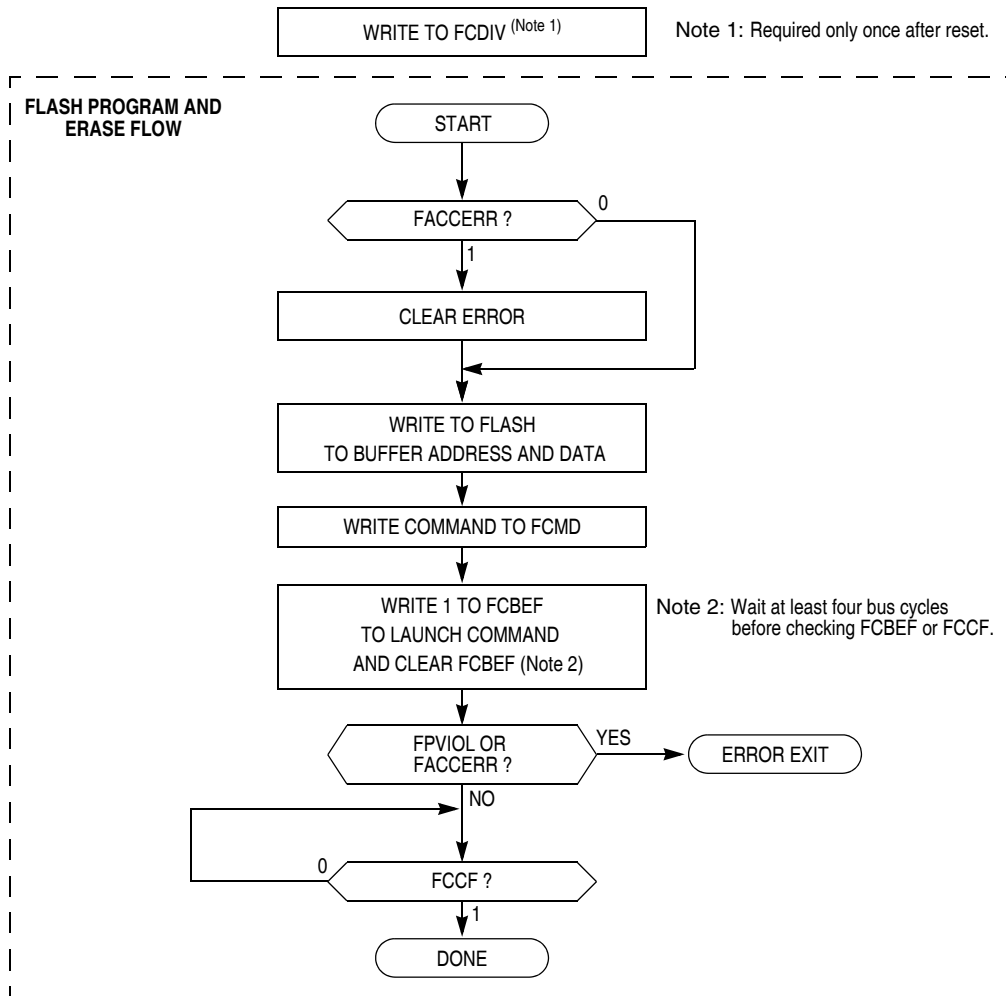 WRITE TO FCDIV (Note 1)
Note 1: Required only once after reset.
FLASH PROGRAM AND
ERASE FLOW
START
FACCERR ?
0
1
CLEAR ERROR
WRITE TO FLASH
TO BUFFER ADDRESS AND DATA
WRITE COMMAND TO FCMD
WRITE 1 TO FCBEF
TO LAUNCH COMMAND
AND CLEAR FCBEF (Note 2)
Note 2: Wait at least four bus cycles
before checking FCBEF or FCCF.
FPVIOL OR
FACCERR ?
YES
ERROR EXIT
NO
0
FCCF ?
1
DONE